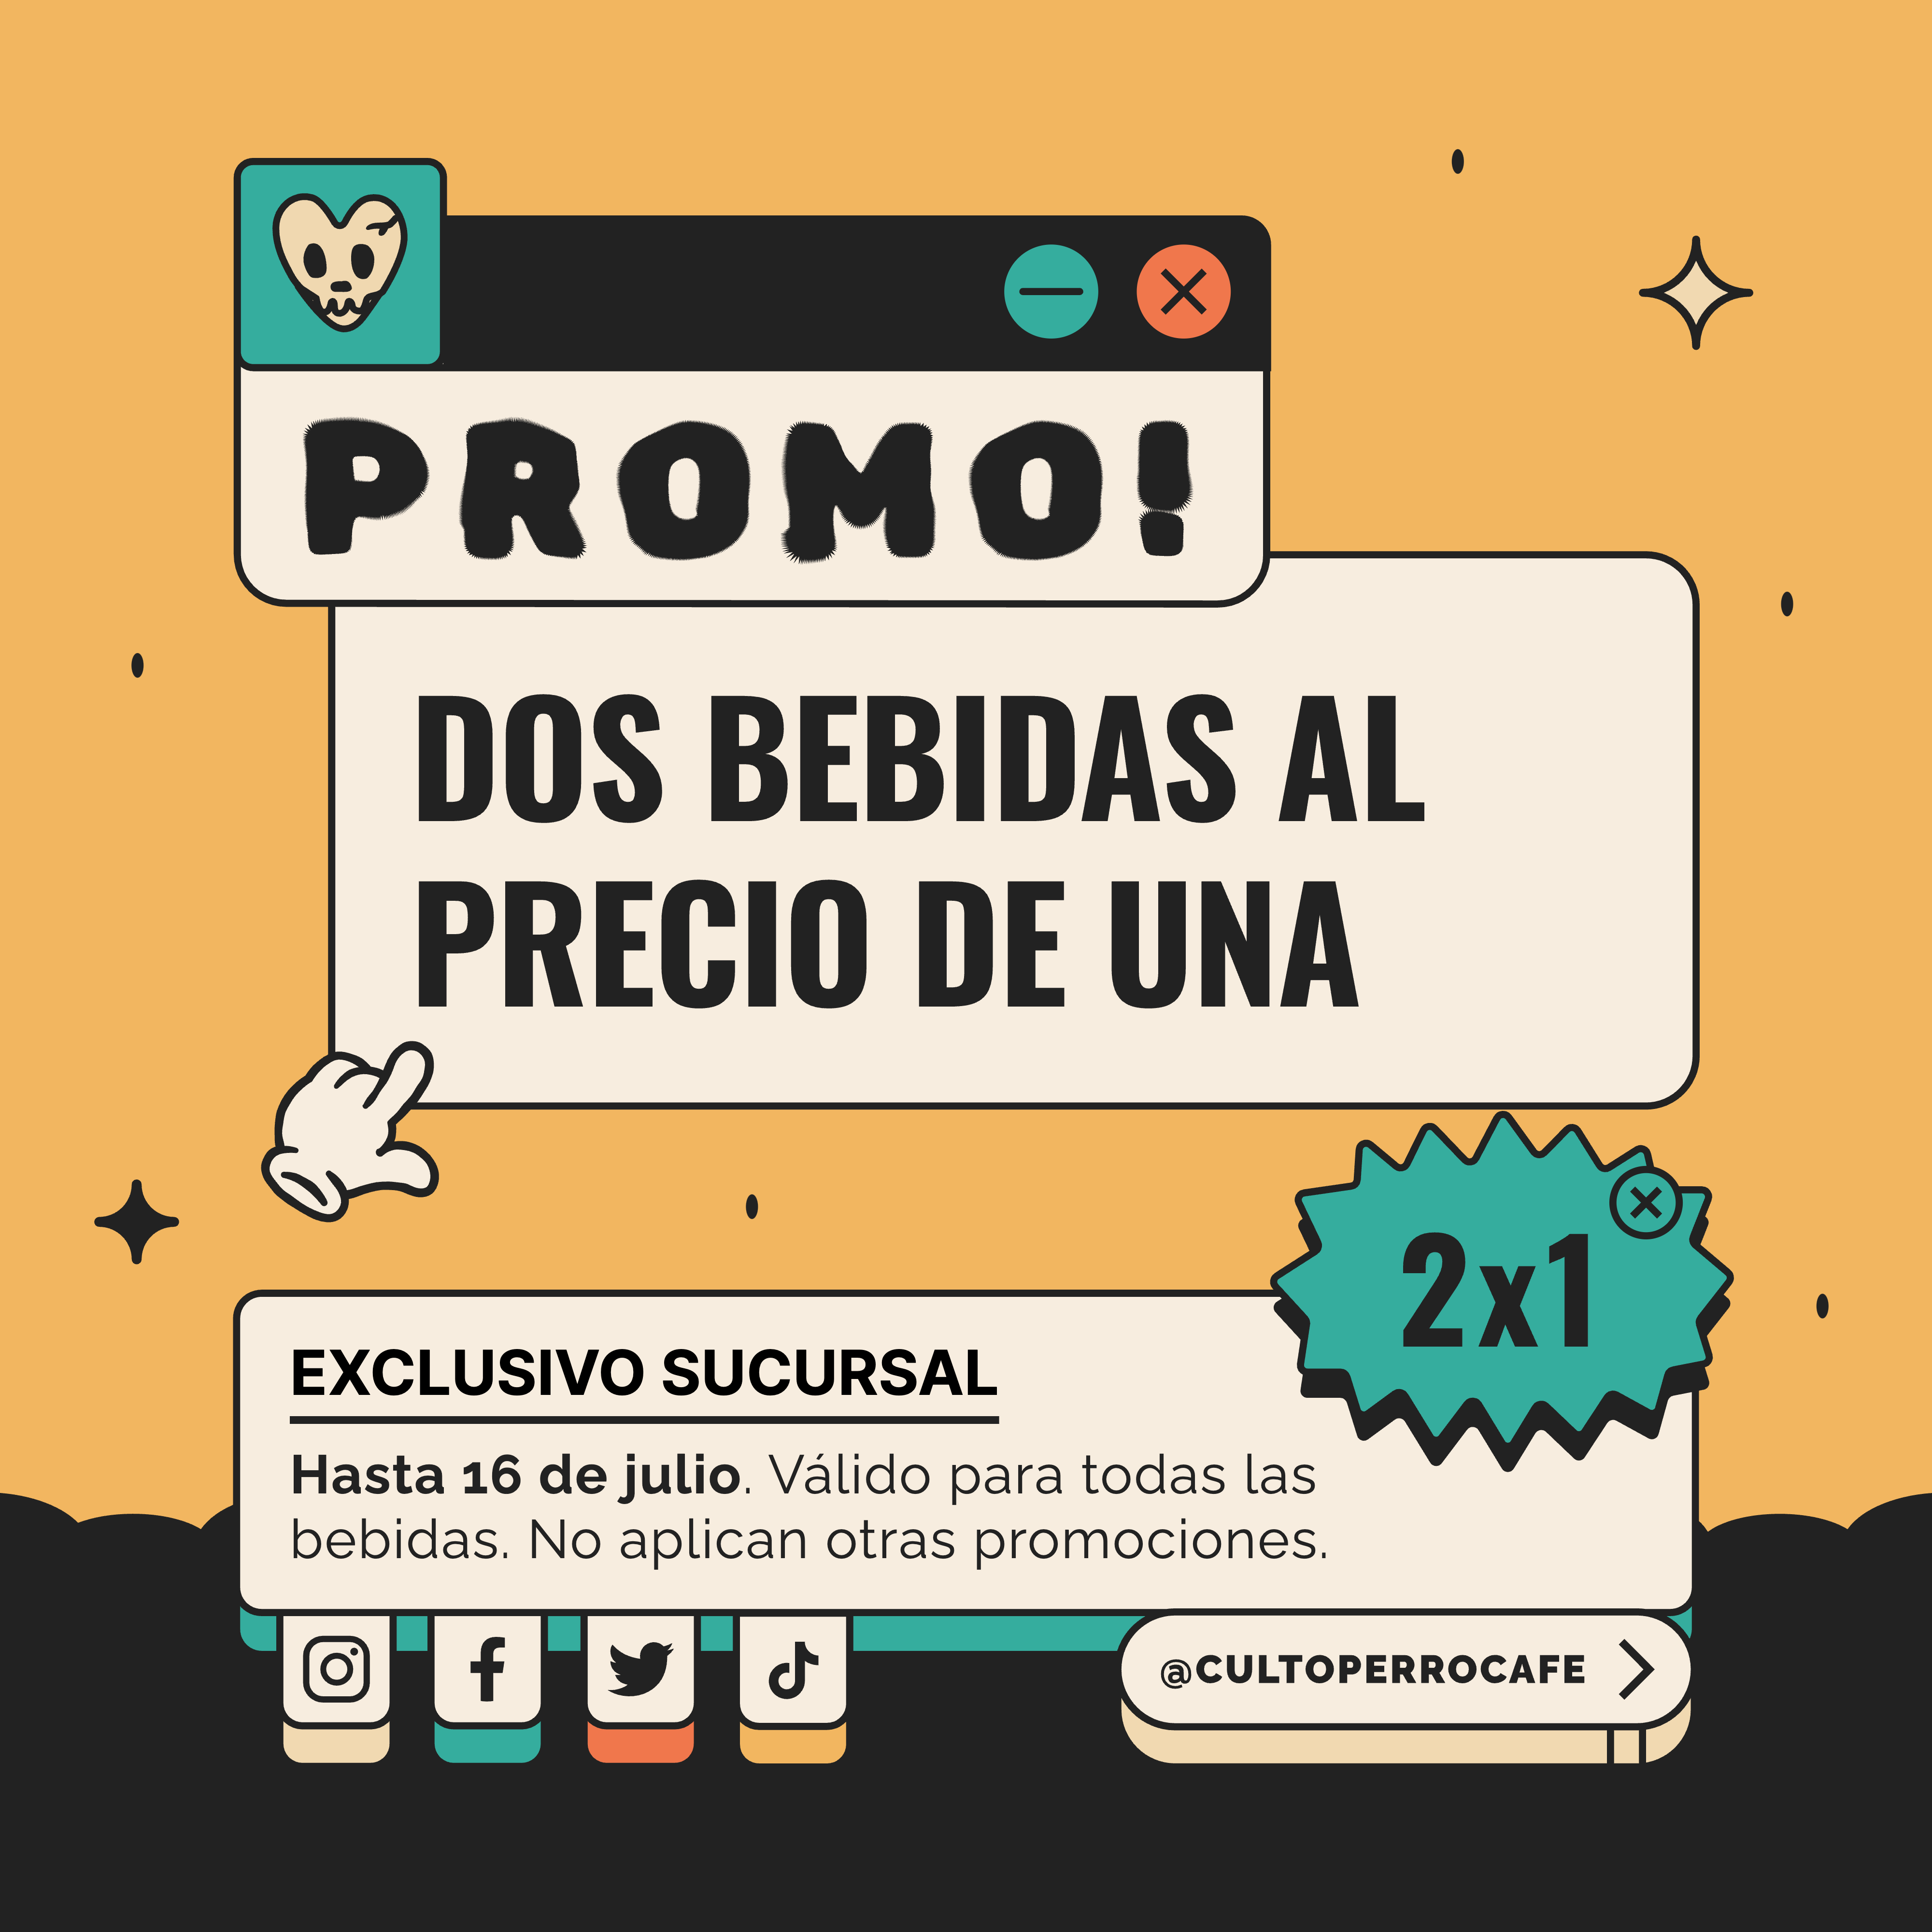 PROMO!
DOS BEBIDAS AL
PRECIO DE UNA
2x1
EXCLUSIVO SUCURSAL
Hasta 16 de julio. Válido para todas las
bebidas. No aplican otras promociones.
@CULTOPERROCAFE